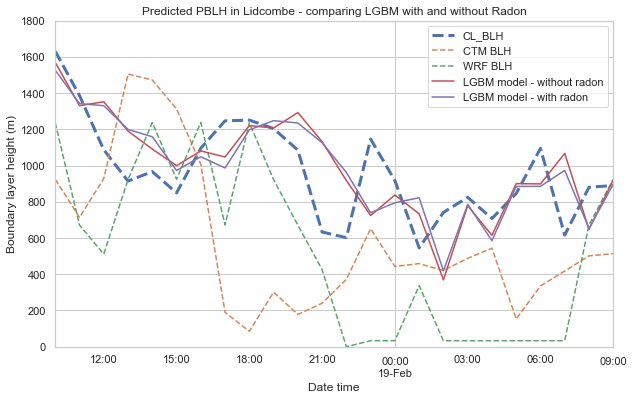 Predicted PBLH in Lidcombe - comparing LGBM with and without Radon
CL_BLH
CTM BLH
WRF BLH
LGBM model - without radon
LGBM model - with radon
Boundary layer height (m)
1800
1600
1400
1200
1000
800
600
400
200
0
12:00
15:00
18:00
21:00
00:00
19-Feb
03:00
06:00
09:00
Date time